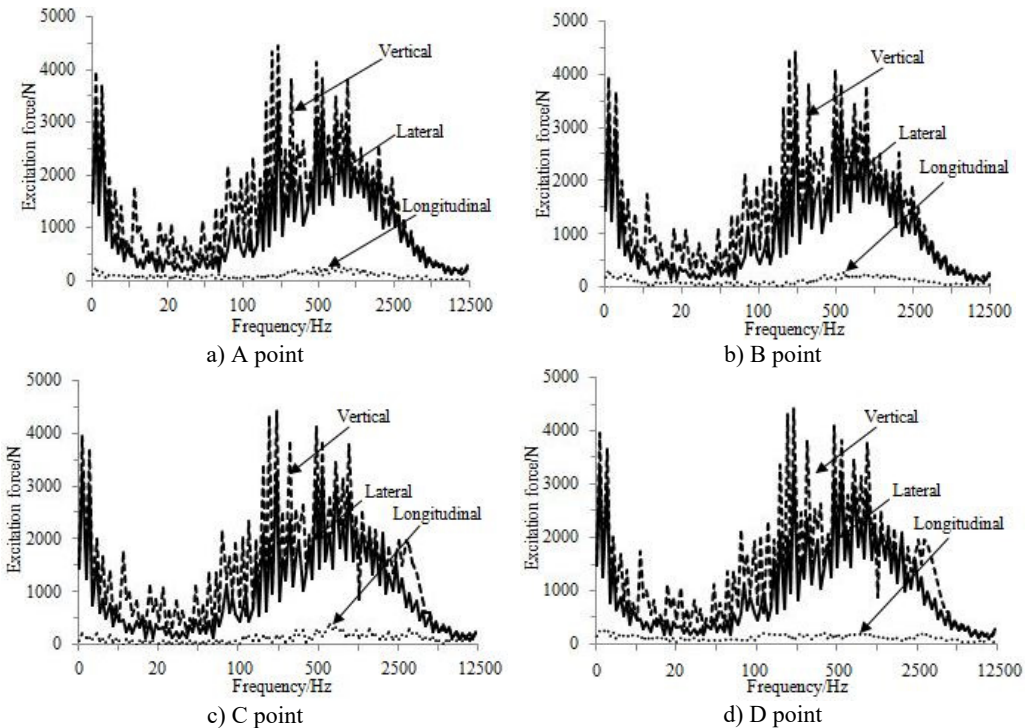 5000
4000
3000
2000
1000
0
Excitation force/N
Vertical
Lateral
Longitudinal
0 20 100 500 2500 12500
Frequency/Hz
a) A point
5000
4000
3000
2000
1000
0
Excitation force/N
Vertical
Lateral
Longitudinal
0 20 100 500 2500 12500
Frequency/Hz
b) B point
5000
4000
3000
2000
1000
0
Excitation force/N
Vertical
Lateral
Longitudinal
0 20 100 500 2500 12500
Frequency/Hz
c) C point
5000
4000
3000
2000
1000
0
Excitation force/N
Vertical
Lateral
Longitudinal
0 20 100 500 2500 12500
Frequency/Hz
d) D point